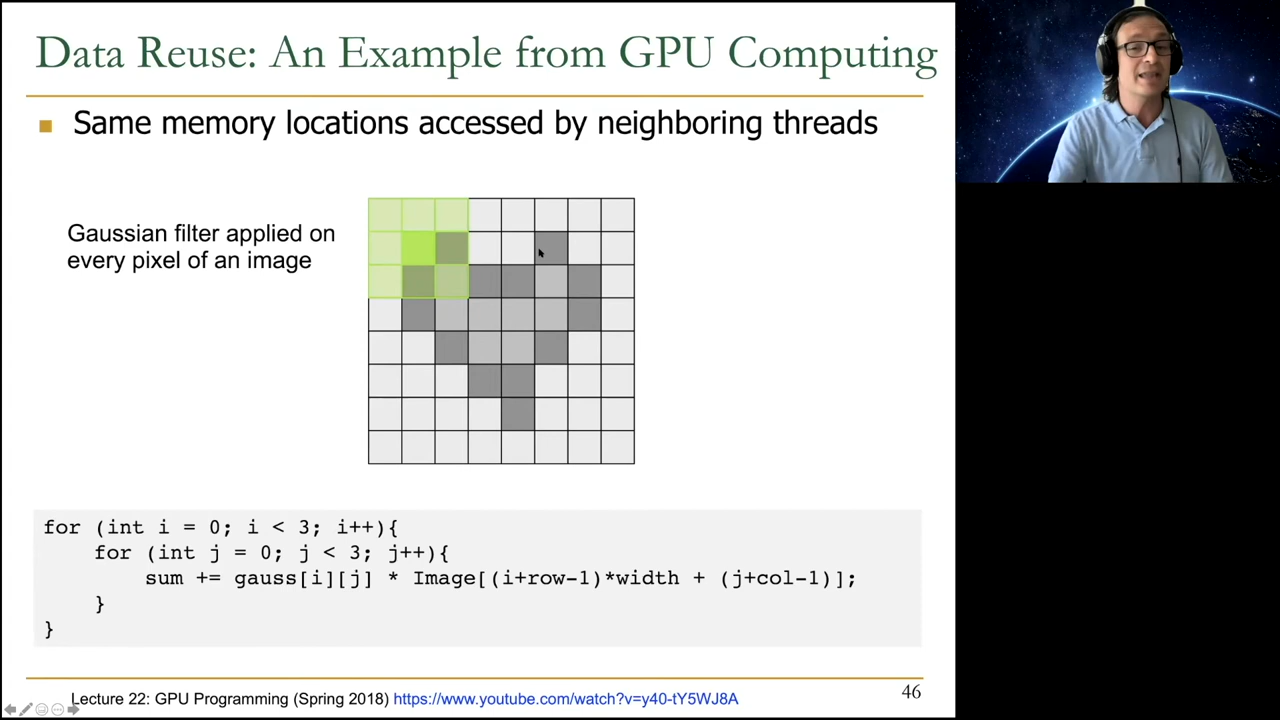 Data Reuse: An Example from GPU Computing
Same memory locations accessed by neighboring threads
Gaussian filter applied on
every pixel of an image
for (int i = 0; i < 3; i++){
    for (int j = 0; j < 3; j++){
        sum += gauss[i][j] * Image[(i+row-1)*width + (j+col-1)];
    }
}
Lecture 22: GPU Programming (Spring 2018) https://www.youtube.com/watch?v=y40-tY5WJ8A
46